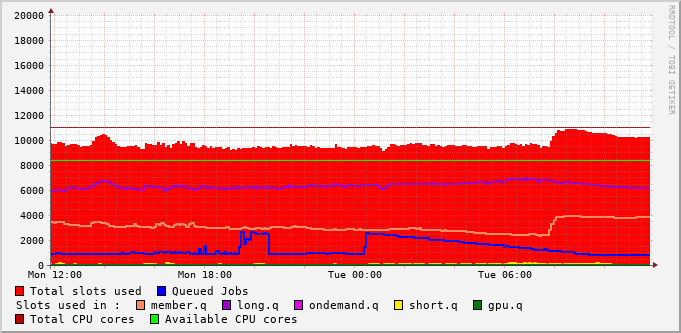 20000
18000
16000
14000
12000
10000
8000
6000
4000
2000
0
Mon 12:00 Mon 18:00 Tue 00:00 Tue 06:00
Total slots used Queued Jobs
Slots used in : member.q long.q ondemand.q short.q gpu.q
Total CPU cores Available CPU cores
RRDTOOL / TOBI OETIKER